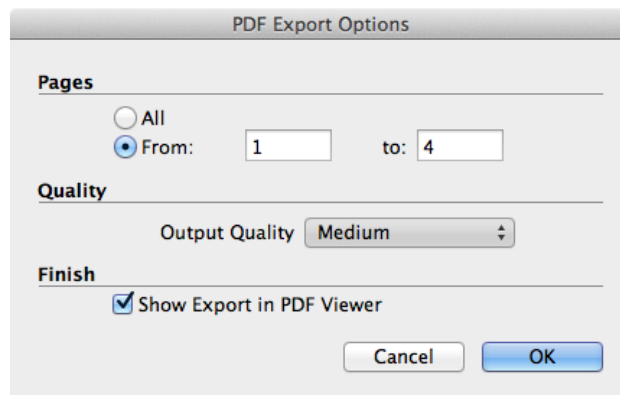 PDF Export Options
Pages
All
From: 1 to: 4
Quality
Output Quality Medium
Finish
Show Export in PDF Viewer
Cancel OK